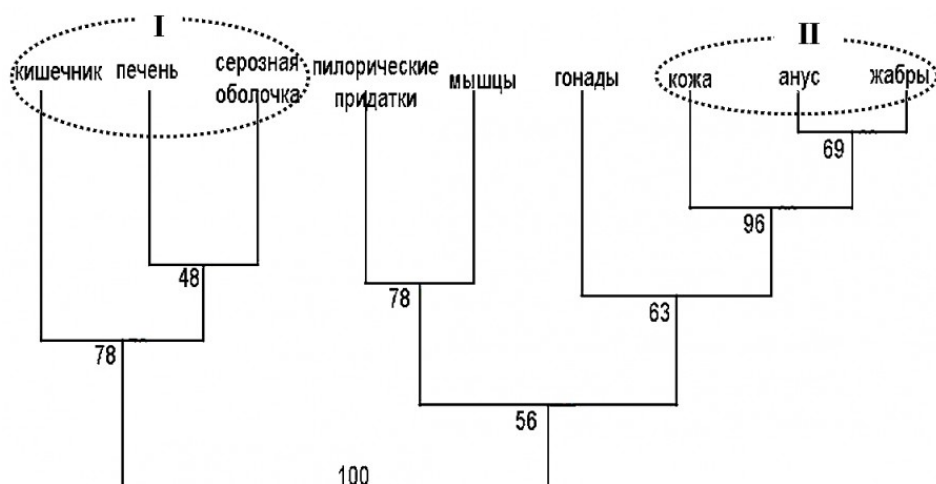 I
II
кишечник печень серозная оболочка пилорические придатки мышцы гонады кожа анус жабры
69
96
48
78
63
78
56
100